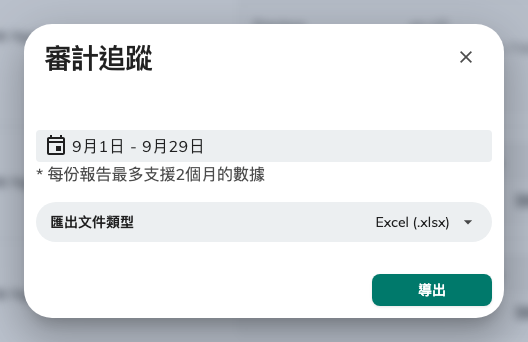 審計追蹤
9月1日 - 9月29日
* 每份報告最多支援2個月的數據
匯出文件類型
Excel (.xlsx)
導出